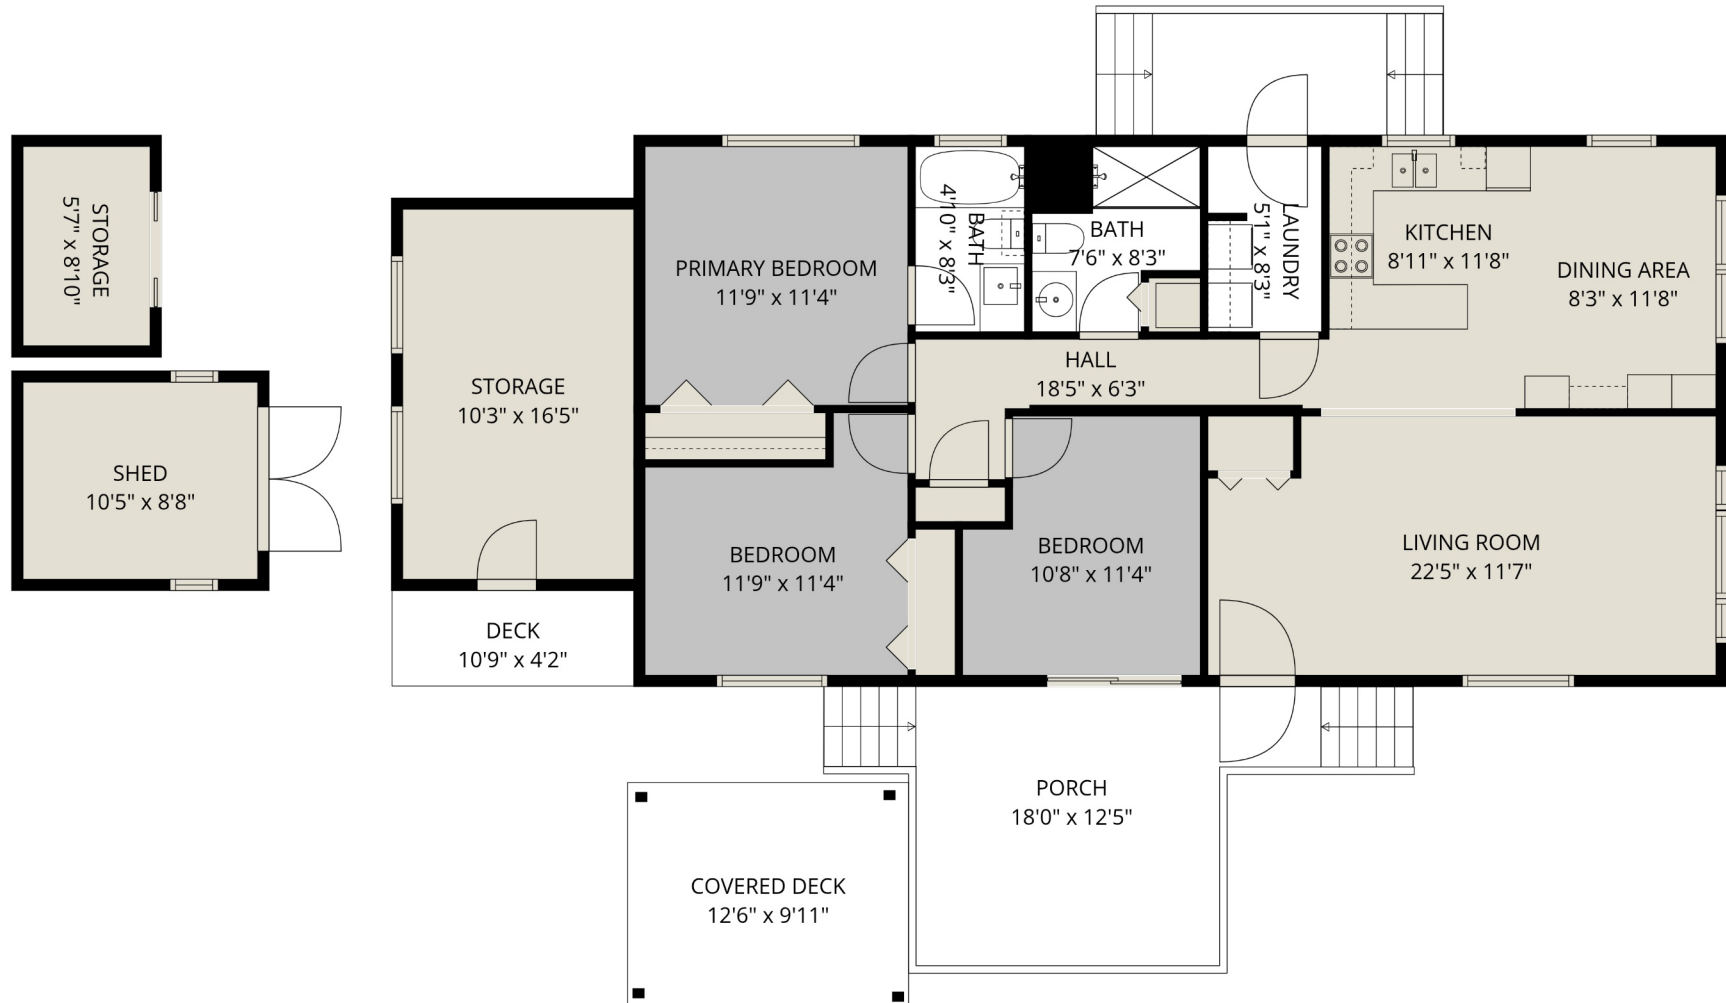 STORAGE
5'7" x 8'10"
SHED
10'5" x 8'8"
STORAGE
10'3" x 16'5"
DECK
10'9" x 4'2"
PRIMARY BEDROOM
11'9" x 11'4"
BATH
4'10" x 8'3"
BATH
7'6" x 8'3"
LAUNDRY
5'1" x 8'3"
KITCHEN
8'11" x 11'8"
DINING AREA
8'3" x 11'8"
HALL
18'5" x 6'3"
BEDROOM
11'9" x 11'4"
BEDROOM
10'8" x 11'4"
LIVING ROOM
22'5" x 11'7"
PORCH
18'0" x 12'5"
COVERED DECK
12'6" x 9'11"